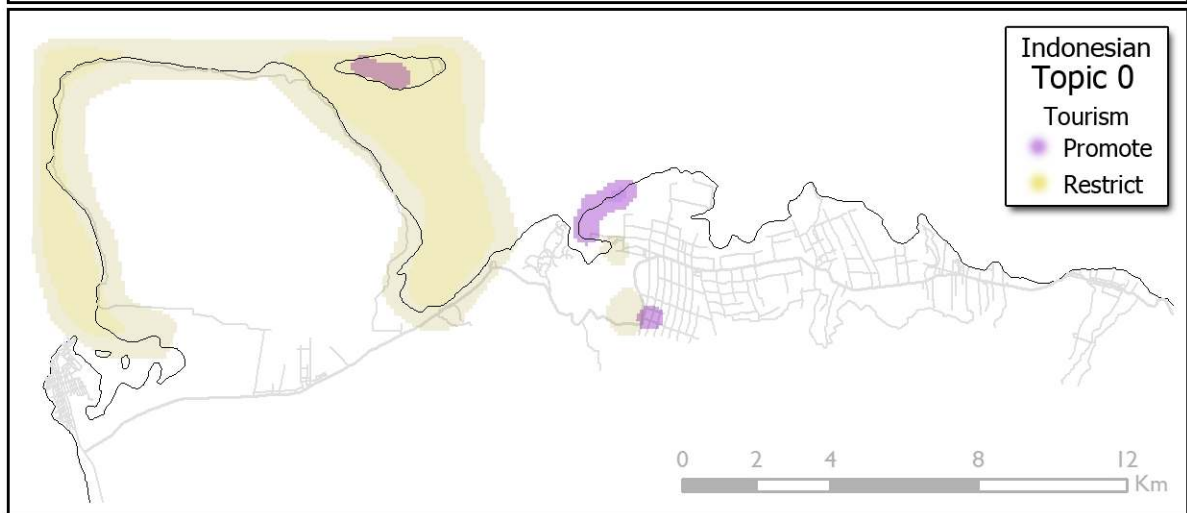 Indonesian
Topic 0
Tourism
Promote
Restrict
0 2 4 8 12
Km